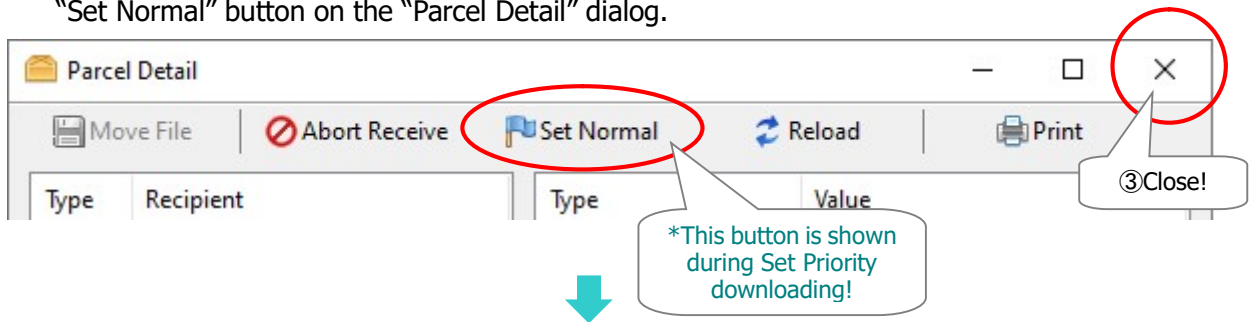 “Set Normal” button on the “Parcel Detail” dialog.
Parcel Detail
Move File Abort Receive Set Normal Reload Print
③Close!
Type Recipient Type Value
*This button is shown
during Set Priority
downloading!